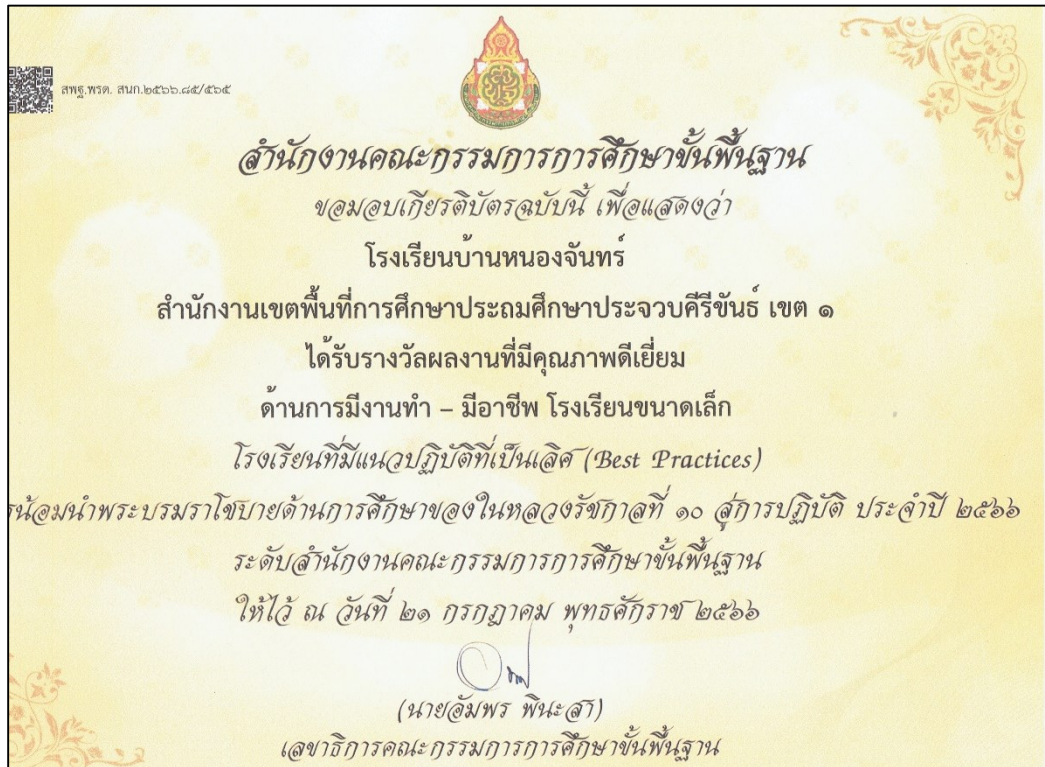 สพฐ.พรด. สนก.๒๕๖๖.๘๕/๕๖๕
สำนักงานคณะกรรมการการศึกษาขั้นพื้นฐาน
ขอมอบเกียรติบัตรฉบับนี้ เพื่อแสดงว่า
โรงเรียนบ้านหนองจันทร์
สำนักงานเขตพื้นที่การศึกษาประถมศึกษาประจวบคีรีขันธ์ เขต ๑
ได้รับรางวัลผลงานที่มีคุณภาพดีเยี่ยม
ด้านการมีงานทำ – มีอาชีพ โรงเรียนขนาดเล็ก
โรงเรียนที่มีแนวปฏิบัติที่เป็นเลิศ (Best Practices)
รน้อมนำพระบรมราโชบายด้านการศึกษาของในหลวงรัชกาลที่ ๑๐ สู่การปฏิบัติ ประจำปี ๒๕๖๖
ระดับสำนักงานคณะกรรมการการศึกษาขั้นพื้นฐาน
ให้ไว้ ณ วันที่ ๒๑ กรกฎาคม พุทธศักราช ๒๕๖๖
(นายอัมพร พินะสา)
เลขาธิการคณะกรรมการการศึกษาขั้นพื้นฐาน